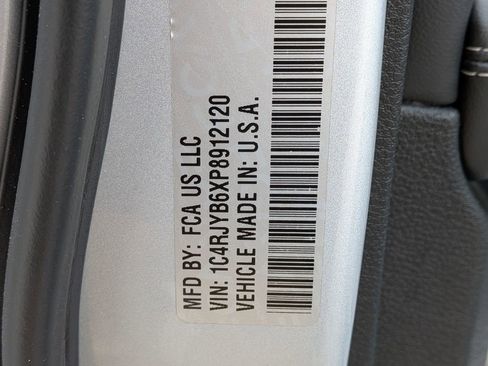 MFD BY: FCA US LLC
VIN: 1C4RJYB6XP8912120
VEHICLE MADE IN: U.S.A.